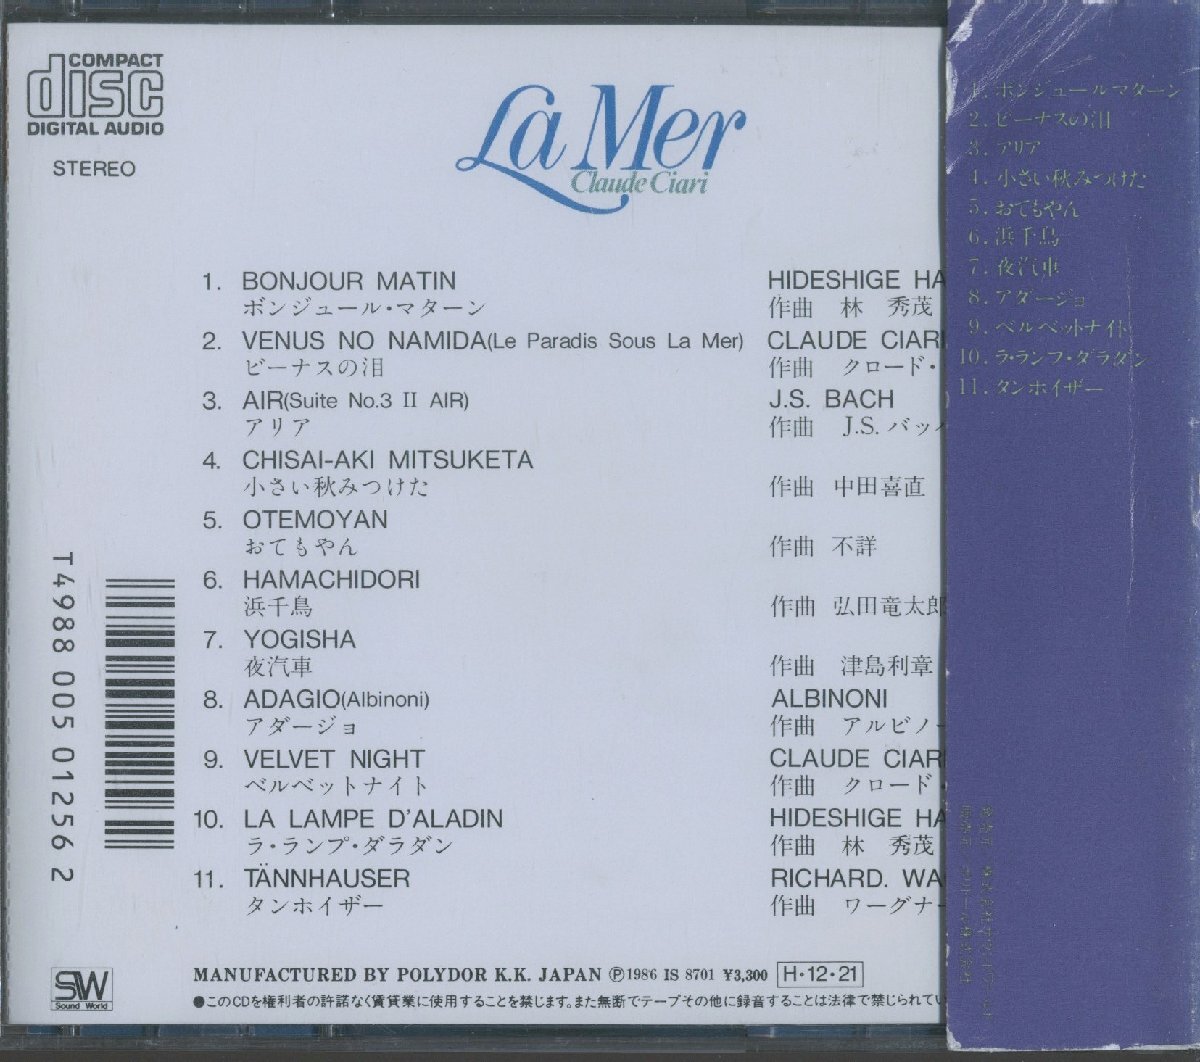 COMPACT
disc
DIGITAL AUDIO
STEREO
La Mer
Claude Ciari
1. BONJOUR MATIN HIDESHIGE HA
ボンジュール・マターン 作曲 林 秀茂
2. VENUS NO NAMIDA(Le Paradis Sous La Mer) CLAUDE CIARI
ビーナスの泪 作曲 クロード・
3. AIR(Suite No.3 II AIR) J.S. BACH
アリア 作曲 J.S.バッハ
4. CHISAI-AKI MITSUKETA
小さい秋みつけた 作曲 中田喜直
5. OTEMOYAN
おてもやん 作曲 不詳
6. HAMACHIDORI
浜千鳥 作曲 弘田竜太郎
7. YOGISHA
夜汽車 作曲 津島利章
8. ADAGIO(Albinoni) ALBINONI
アダージョ 作曲 アルビノー
9. VELVET NIGHT CLAUDE CIARI
ベルベットナイト 作曲 クロード・
10. LA LAMPE D'ALADIN HIDESHIGE HA
ラ・ランプ・ダラダン 作曲 林 秀茂
11. TÄNNHAUSER RICHARD. WA
タンホイザー 作曲 ワーグナー
T4988 005 01256 2
SW
Sound World
MANUFACTURED BY POLYDOR K.K. JAPAN Ⓟ1986 IS 8701 ¥3,300 H・12・21
●このCDを権利者の許諾なく賃貸業に使用することを禁じます。また無断でテープその他に録音することは法律で禁じられてい
1. ボンジュールマターン
2. ビーナスの泪
3. アリア
4. 小さい秋みつけた
5. おてもやん
6. 浜千鳥
7. 夜汽車
8. アダージョ
9. ベルベットナイト
10. ラ・ランプ・ダラダン
11. タンホイザー